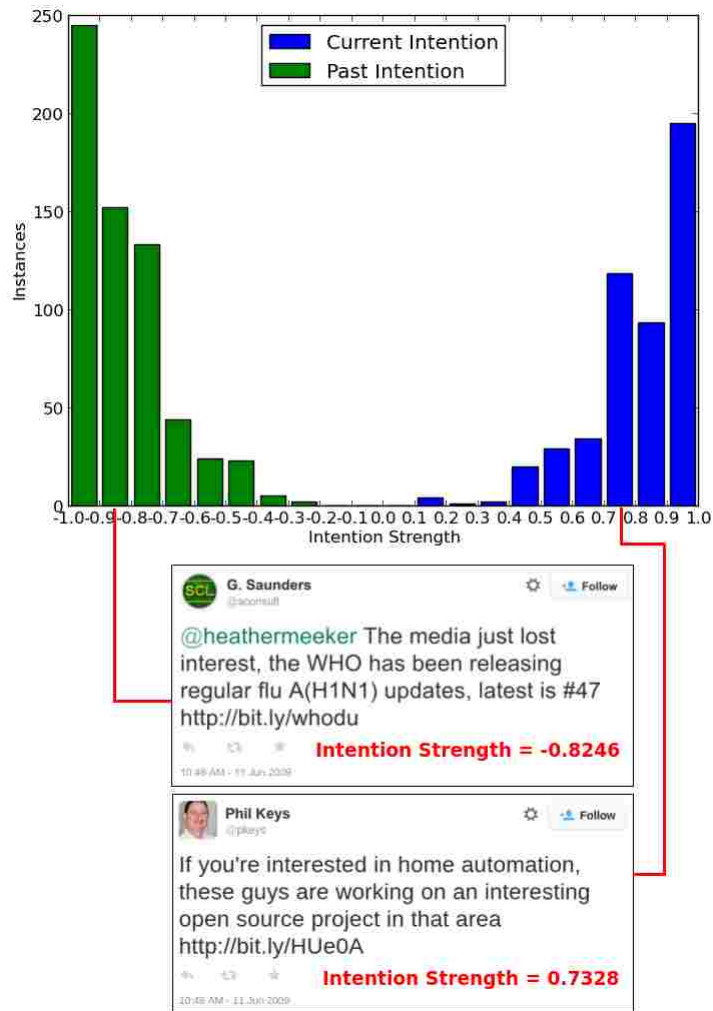 250
200
150
100
50
0
Instances
Current Intention
Past Intention
-1.0-0.9-0.8-0.7-0.6-0.5-0.4-0.3-0.2-0.1 0.0 0.1 0.2 0.3 0.4 0.5 0.6 0.7 0.8 0.9 1.0
Intention Strength
SCL
G. Saunders
Follow
@heathermeeker The media just lost
interest, the WHO has been releasing
regular flu A(H1N1) updates, latest is #47
http://bit.ly/whodu
Intention Strength = -0.8246
10:46 AM - 11 Jun 2009
Phil Keys
@pkeys
Follow
If you're interested in home automation,
these guys are working on an interesting
open source project in that area
http://bit.ly/HUe0A
Intention Strength = 0.7328
10:46 AM - 11 Jun 2009